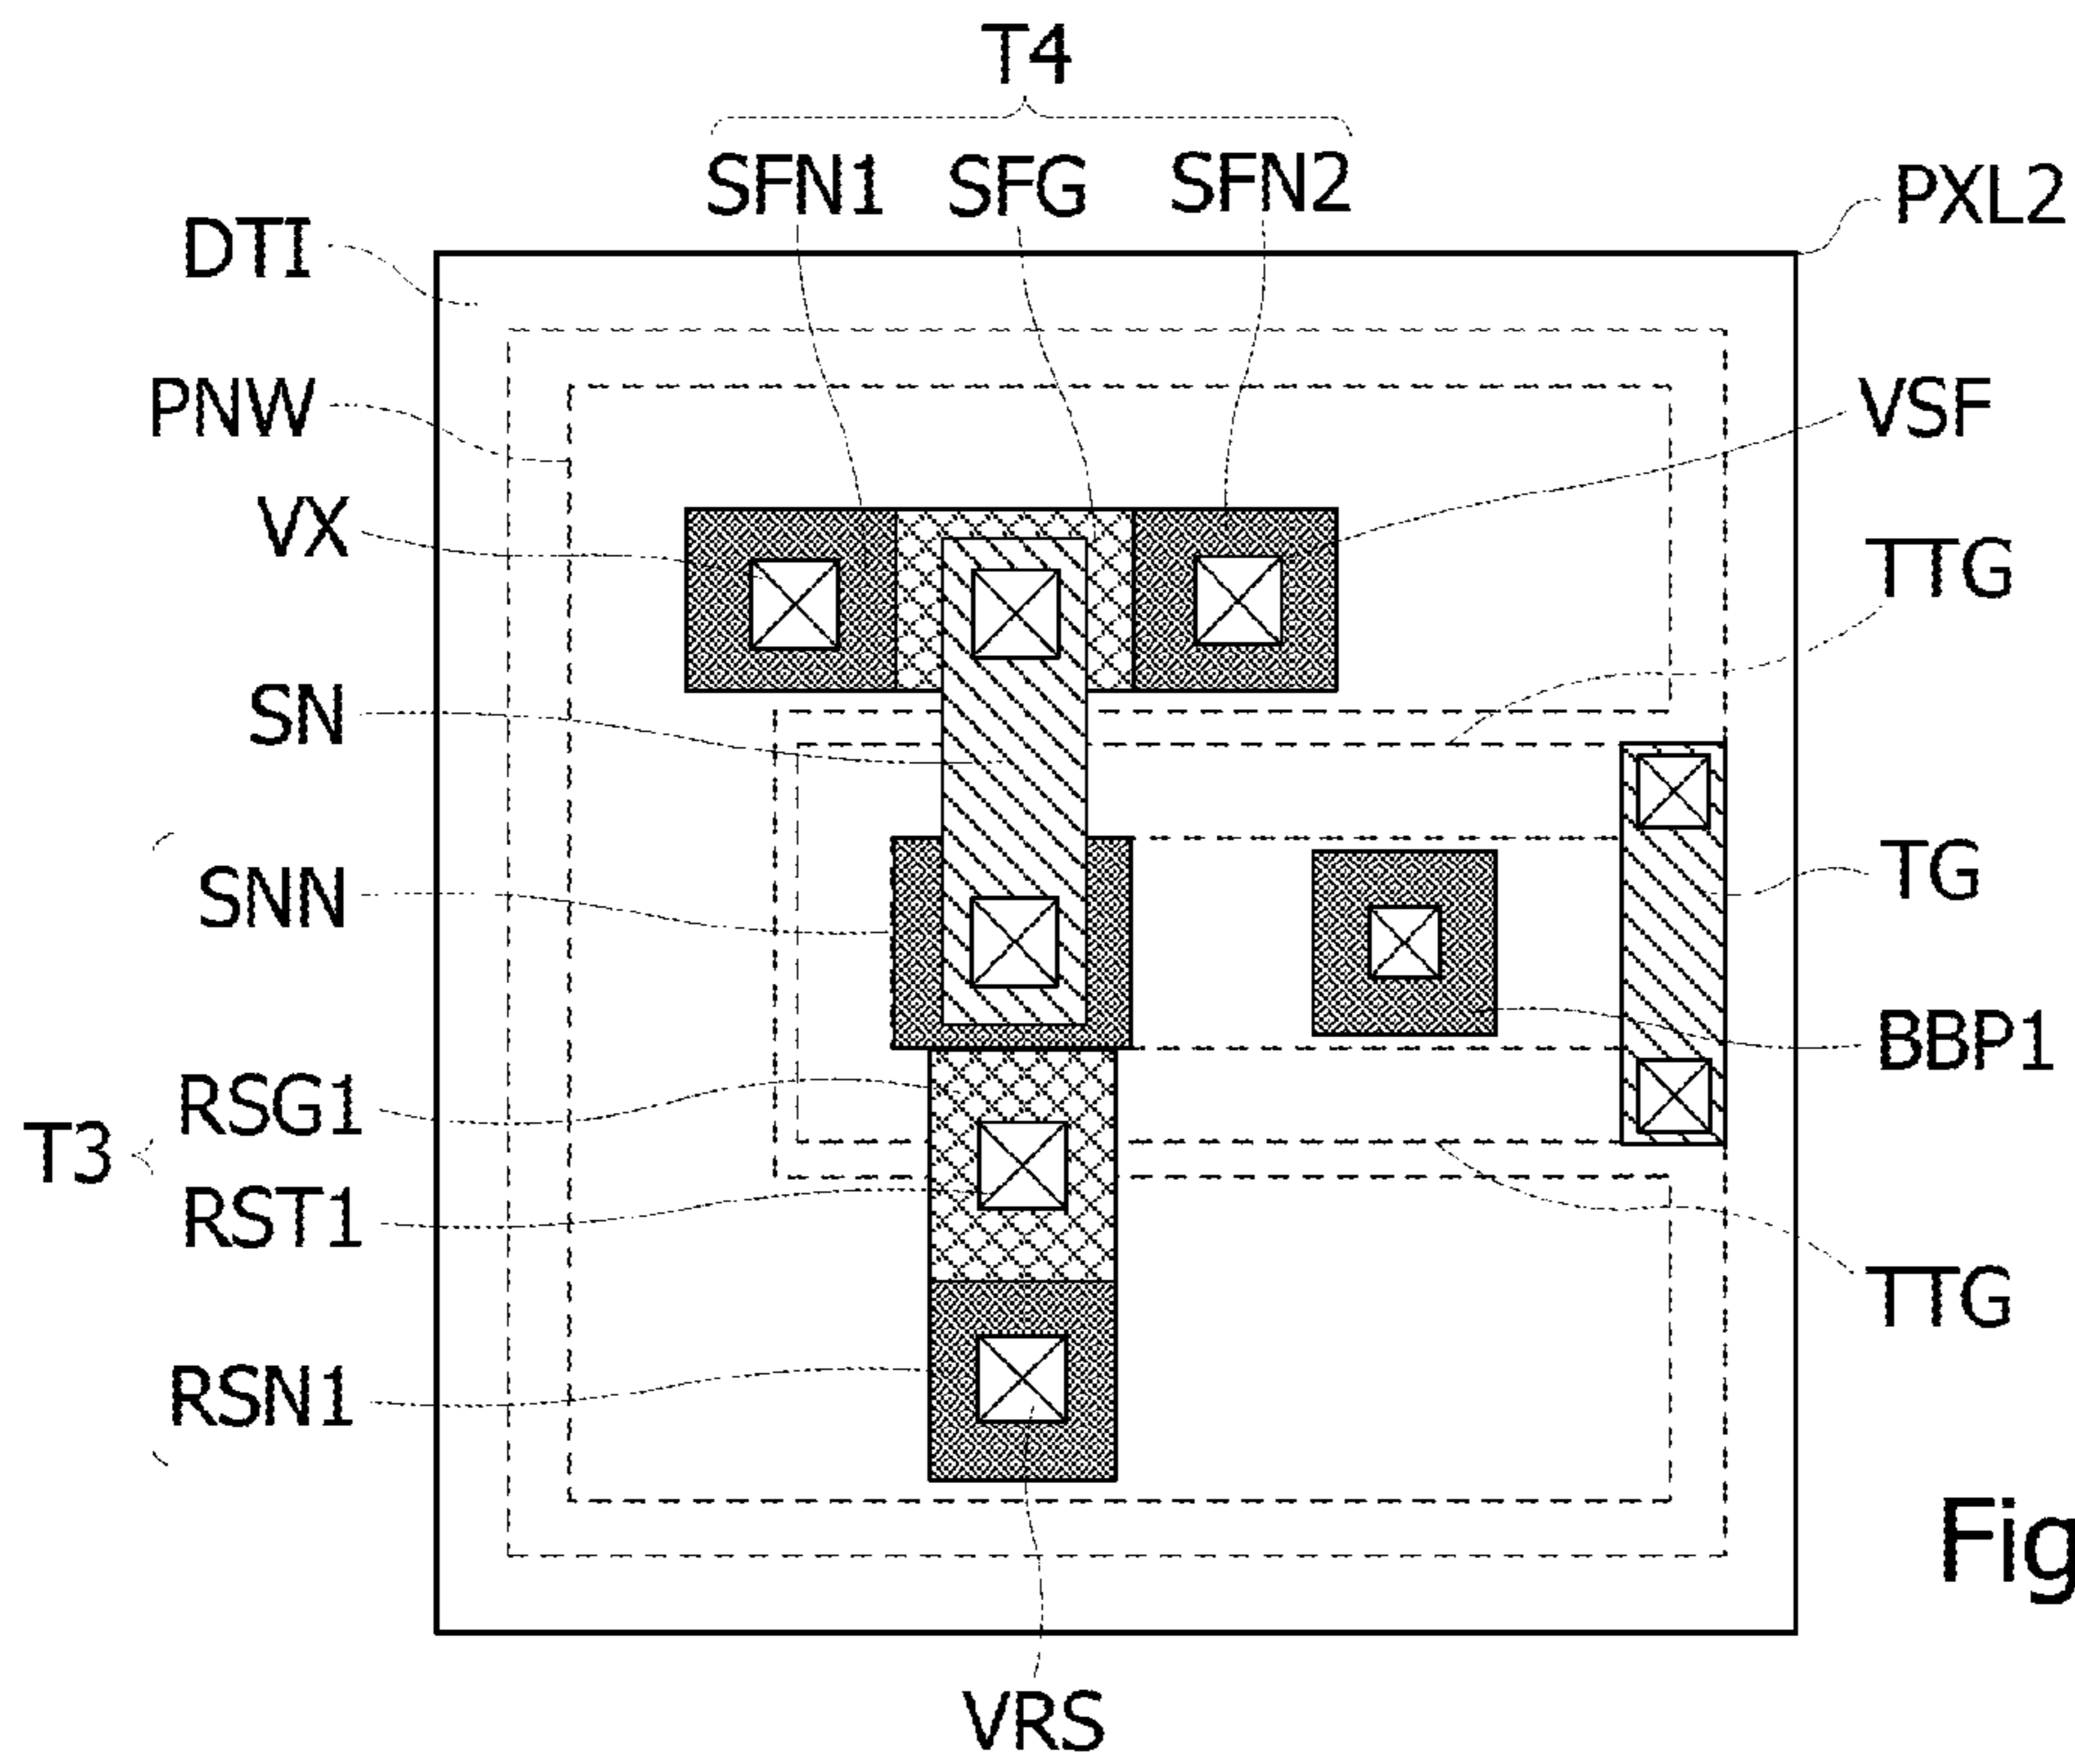 T4
SFN1 SFG SFN2
PXL2
DTI
PNW
VSF
VX
TTG
SN
SNN
TG
BBP1
RSG1
T3
RST1
TTG
RSN1
Fig
VRS